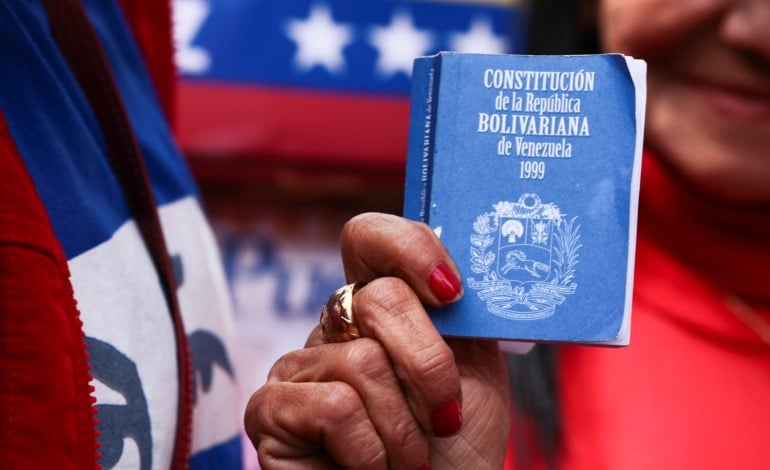 CONSTITUCIÓN
de la República
BOLIVARIANA
de Venezuela
1999